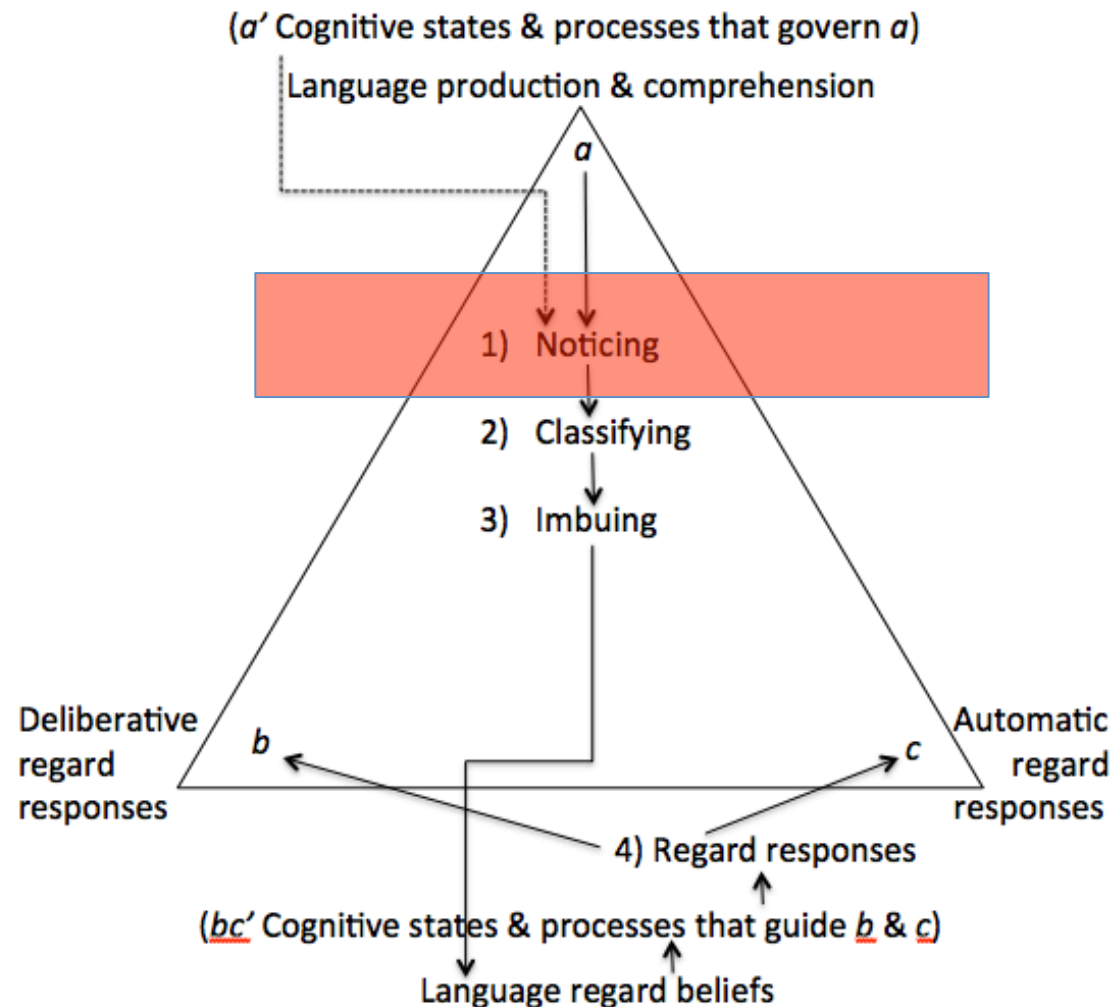 (a′ Cognitive states & processes that govern a)
Language production & comprehension
a
1) Noticing
2) Classifying
3) Imbuing
Deliberative
regard
responses
b
c
Automatic
regard
responses
4) Regard responses
(bc′ Cognitive states & processes that guide b & c)
Language regard beliefs